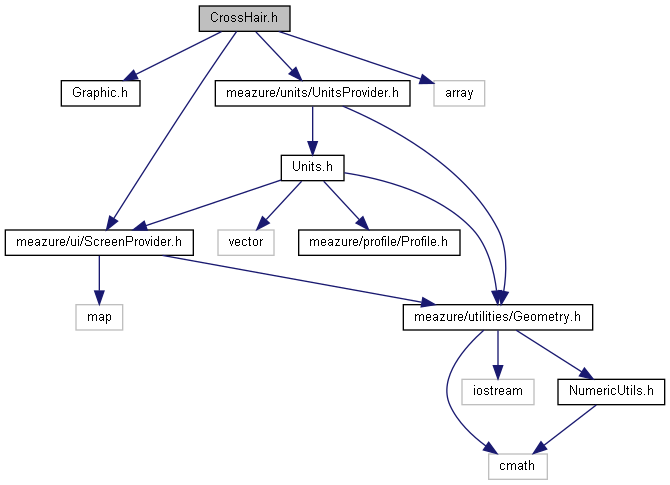 CrossHair.h
Graphic.h
meazure/units/UnitsProvider.h
array
Units.h
meazure/ui/ScreenProvider.h
vector
meazure/profile/Profile.h
map
meazure/utilities/Geometry.h
iostream
NumericUtils.h
cmath